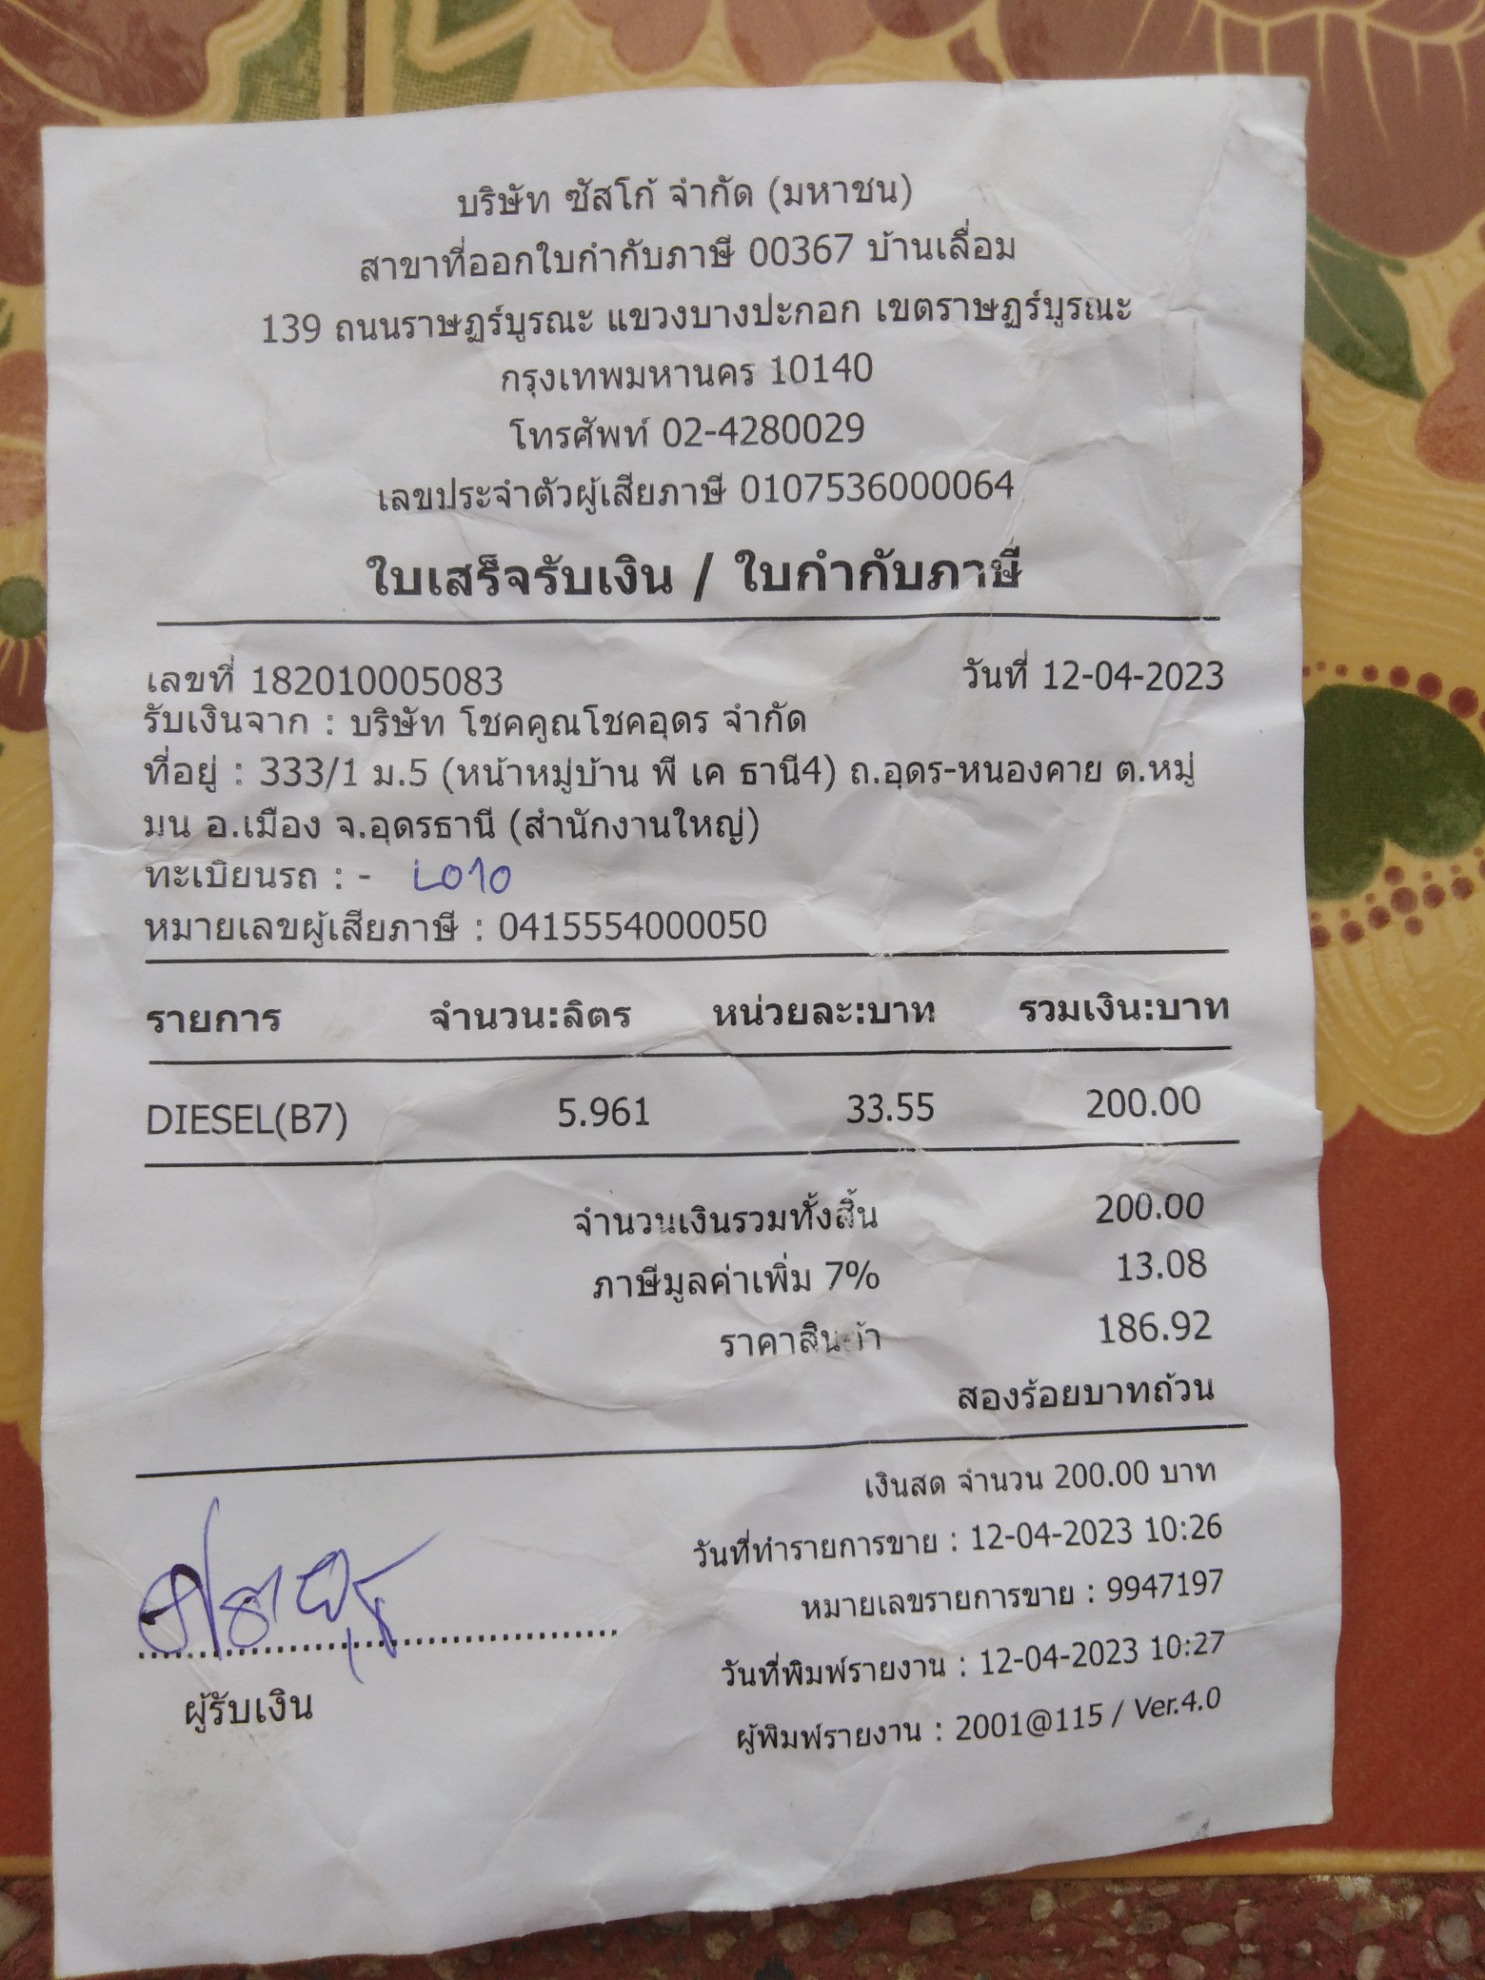 บริษัท ซัสโก้ จำกัด (มหาชน)
สาขาที่ออกใบกำกับภาษี 00367 บ้านเลื่อม
139 ถนนราษฎร์บูรณะ แขวงบางปะกอก เขตราษฎร์บูรณะ
กรุงเทพมหานคร 10140
โทรศัพท์ 02-4280029
เลขประจำตัวผู้เสียภาษี 0107536000064
ใบเสร็จรับเงิน / ใบกำกับภาษี
เลขที่ 182010005083 วันที่ 12-04-2023
รับเงินจาก : บริษัท โชคคูณโชคอุดร จำกัด
ที่อยู่ : 333/1 ม.5 (หน้าหมู่บ้าน พี เค ธานี4) ถ.อุดร-หนองคาย ต.หมู่
มน อ.เมือง จ.อุดรธานี (สำนักงานใหญ่)
ทะเบียนรถ : - L010
หมายเลขผู้เสียภาษี : 0415554000050
รายการ จำนวน:ลิตร หน่วยละ:บาท รวมเงิน:บาท
DIESEL(B7) 5.961 33.55 200.00
จำนวนเงินรวมทั้งสิ้น 200.00
ภาษีมูลค่าเพิ่ม 7% 13.08
ราคาสินค้า 186.92
สองร้อยบาทถ้วน
เงินสด จำนวน 200.00 บาท
วันที่ทำรายการขาย : 12-04-2023 10:26
หมายเลขรายการขาย : 9947197
วันที่พิมพ์รายงาน : 12-04-2023 10:27
ผู้พิมพ์รายงาน : 2001@115 / Ver.4.0
ผู้รับเงิน